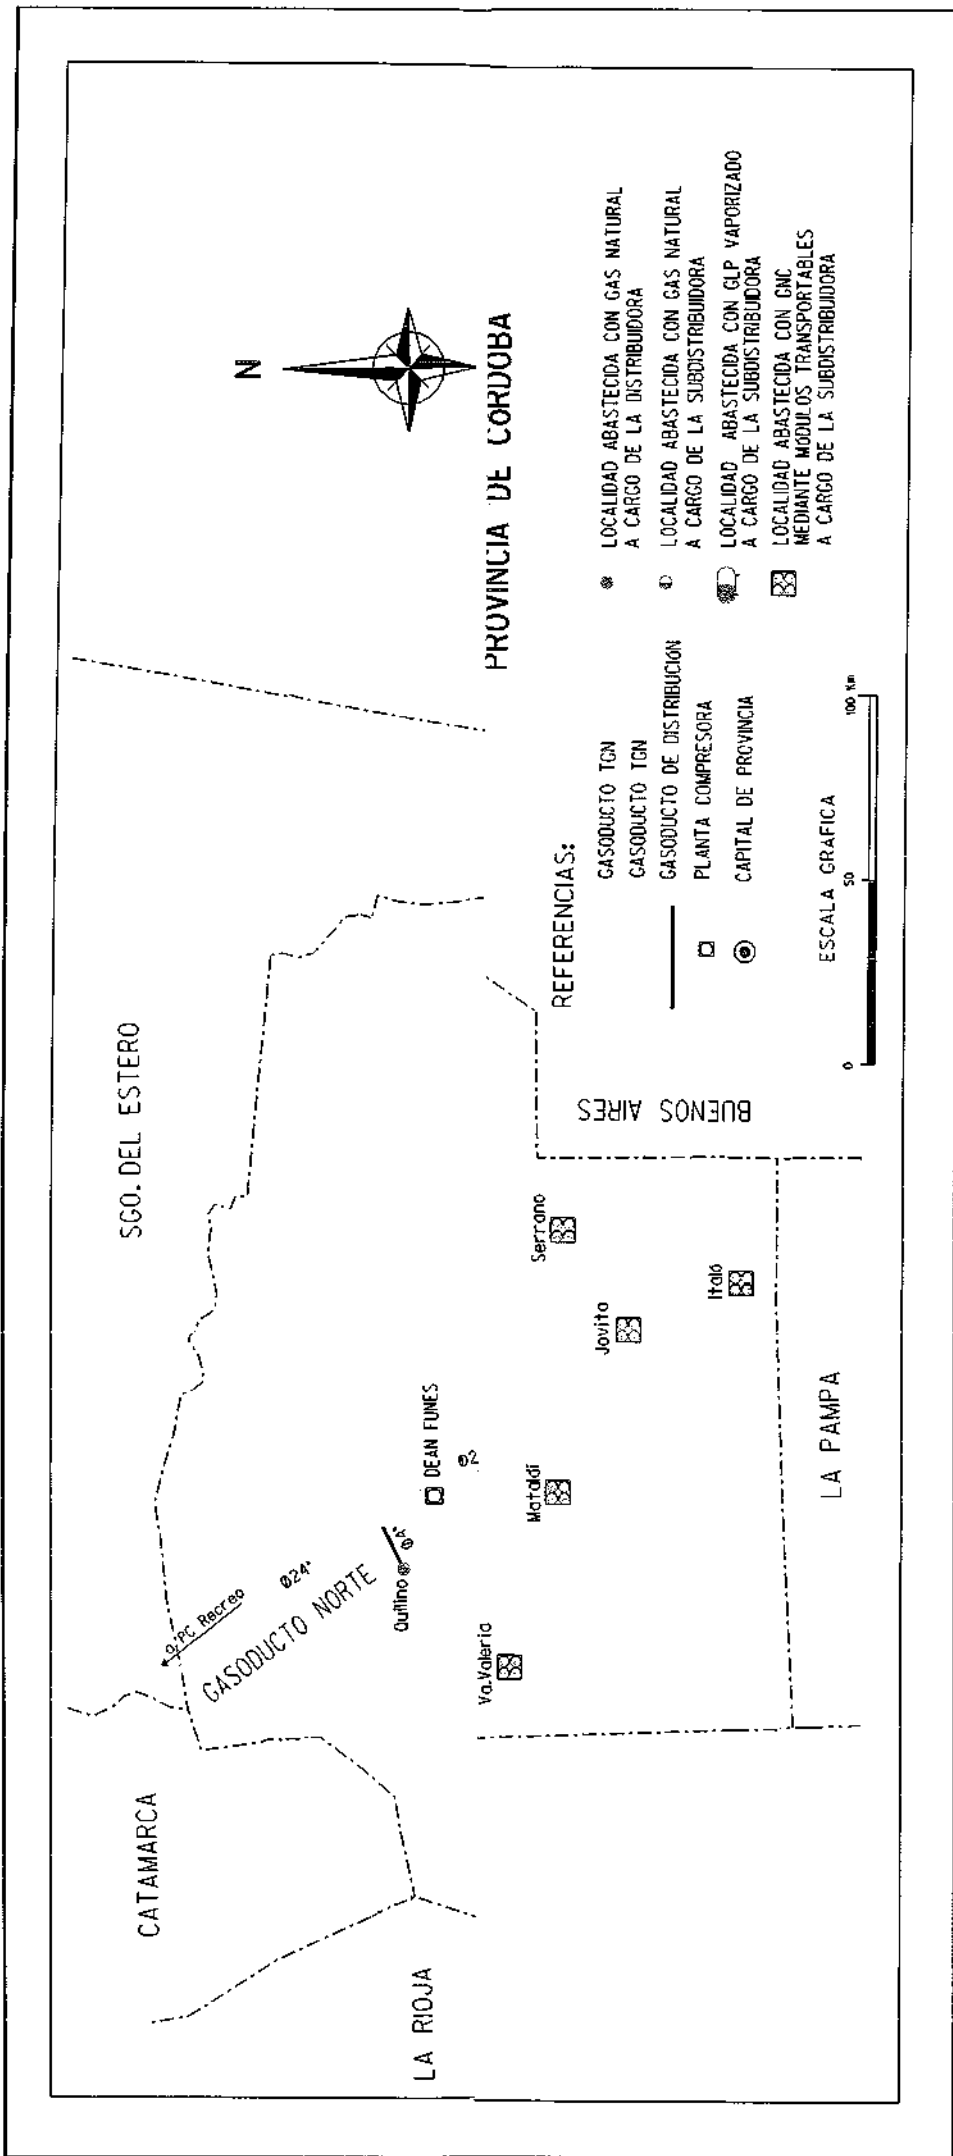 N
PROVINCIA DE CORDOBA
SGO. DEL ESTERO
CATAMARCA
LA RIOJA
a PC Recreo
GASODUCTO NORTE
Ø24"
Quilino
Ø4"
DEAN FUNES
2
Va.Valeria
Mataldi
Serrano
Jovita
Italó
BUENOS AIRES
LA PAMPA
REFERENCIAS:
GASODUCTO TGN
GASODUCTO TGN
GASODUCTO DE DISTRIBUCION
PLANTA COMPRESORA
CAPITAL DE PROVINCIA
LOCALIDAD ABASTECIDA CON GAS NATURAL
A CARGO DE LA DISTRIBUIDORA
LOCALIDAD ABASTECIDA CON GAS NATURAL
A CARGO DE LA SUBDISTRIBUIDORA
LOCALIDAD ABASTECIDA CON GLP VAPORIZADO
A CARGO DE LA SUBDISTRIBUIDORA
LOCALIDAD ABASTECIDA CON GNC
MEDIANTE MODULOS TRANSPORTABLES
A CARGO DE LA SUBDISTRIBUIDORA
ESCALA GRAFICA
0 50 100 Km